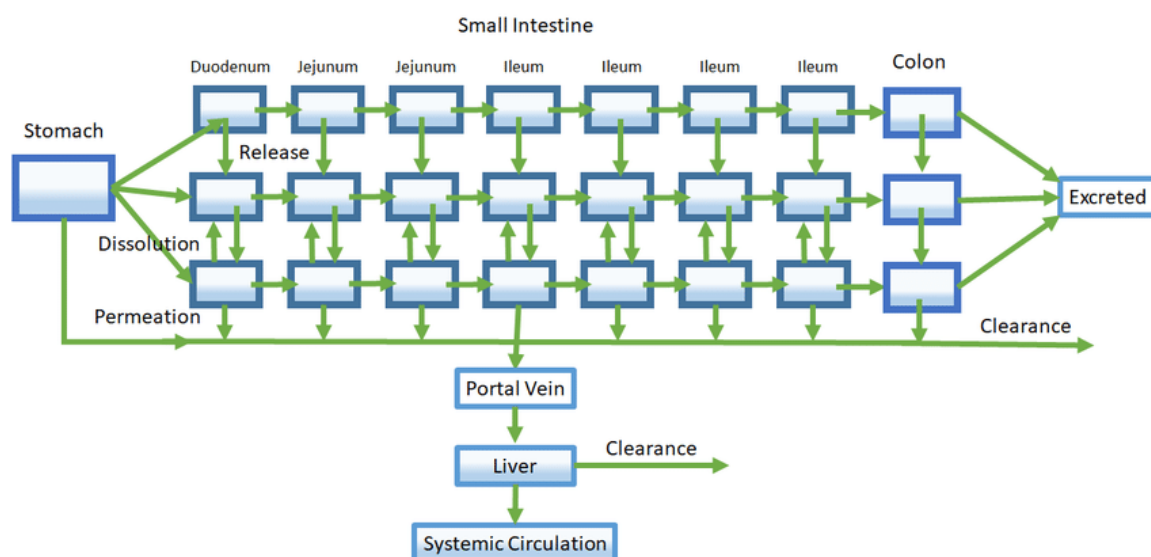 Small Intestine
Duodenum Jejunum Jejunum Ileum Ileum Ileum Ileum Colon
Stomach
Release
Excreted
Dissolution
Permeation
Clearance
Portal Vein
Clearance
Liver
Systemic Circulation